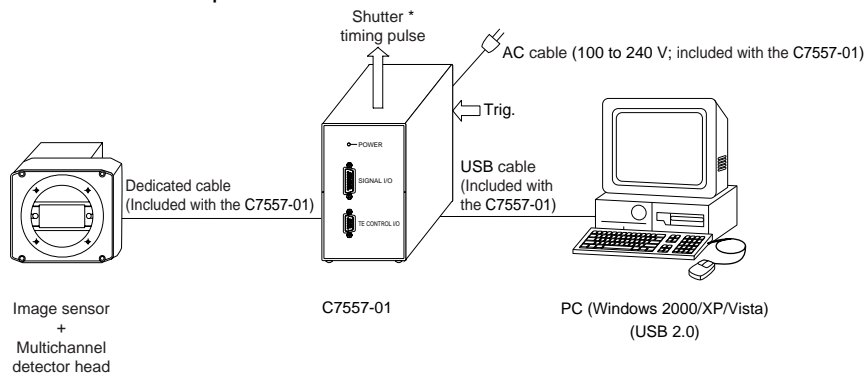 Shutter *
timing pulse
AC cable (100 to 240 V; included with the C7557-01)
Trig.
POWER
SIGNAL I/O
TE CONTROL I/O
Dedicated cable
(Included with the C7557-01)
USB cable
(Included with
the C7557-01)
Image sensor
+
Multichannel
detector head
C7557-01
PC (Windows 2000/XP/Vista)
(USB 2.0)